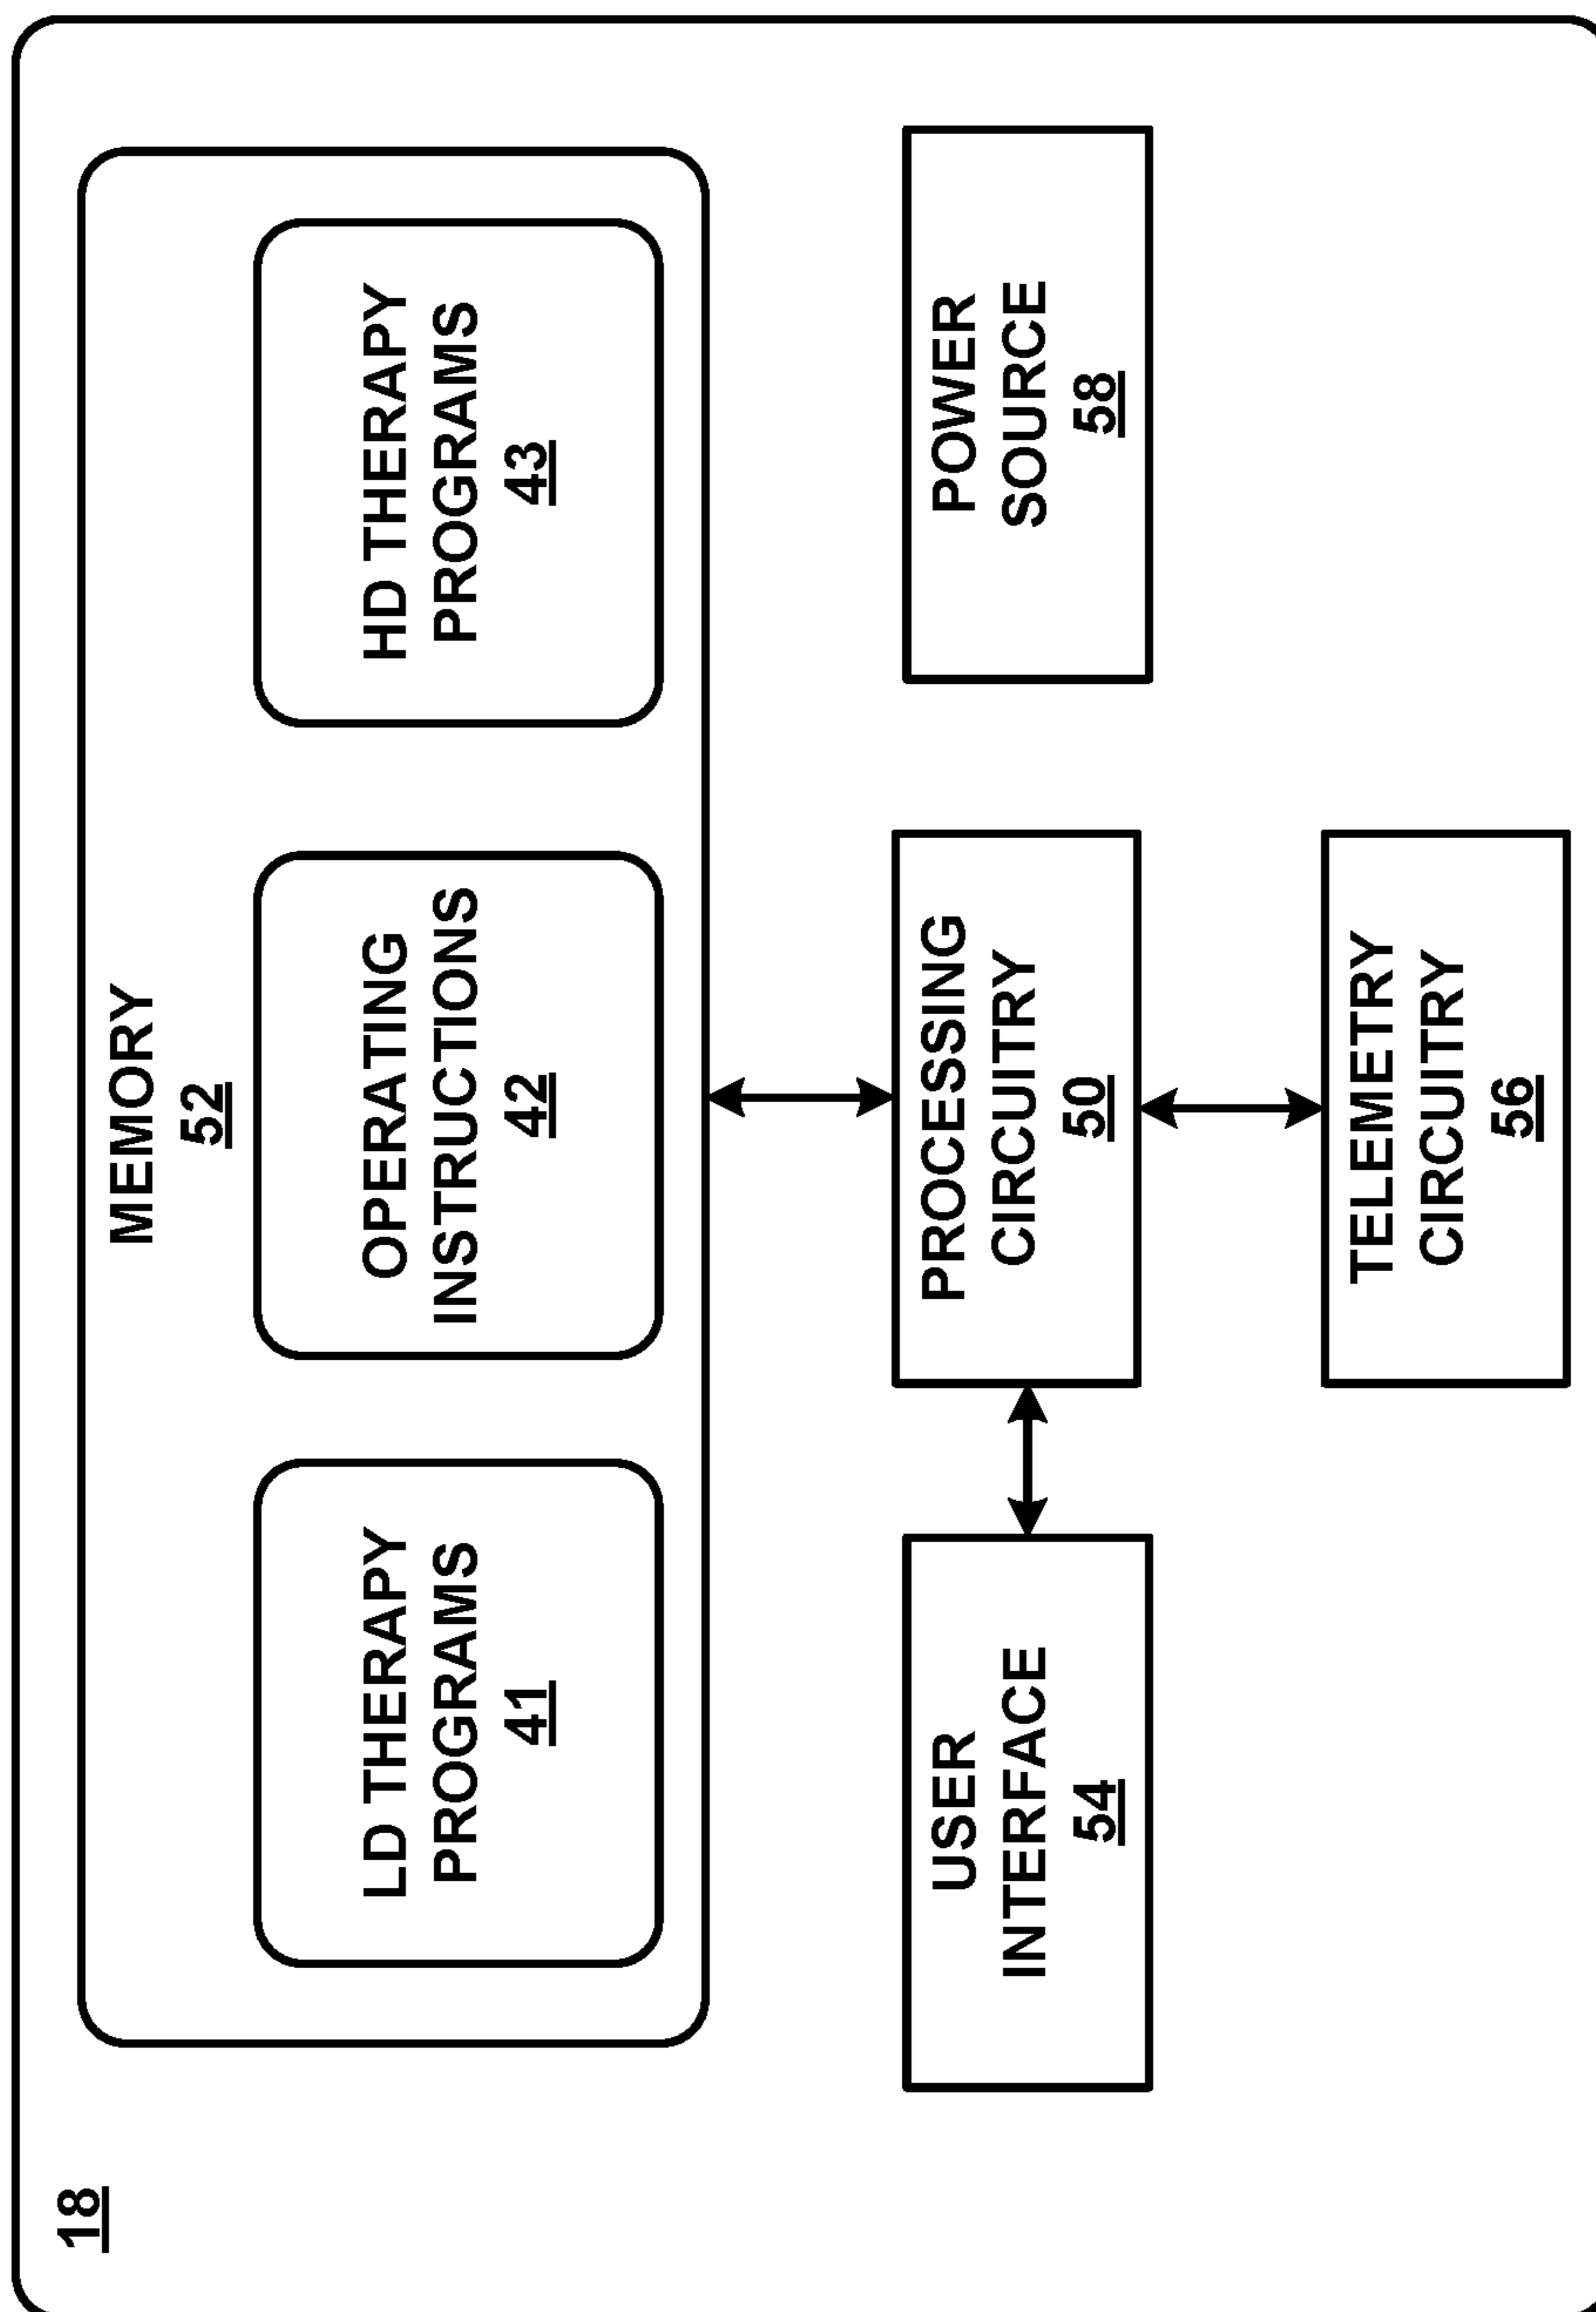 18
MEMORY
52
LD THERAPY
PROGRAMS
41
OPERATING
INSTRUCTIONS
42
HD THERAPY
PROGRAMS
43
USER
INTERFACE
54
PROCESSING
CIRCUITRY
50
POWER
SOURCE
58
TELEMETRY
CIRCUITRY
56